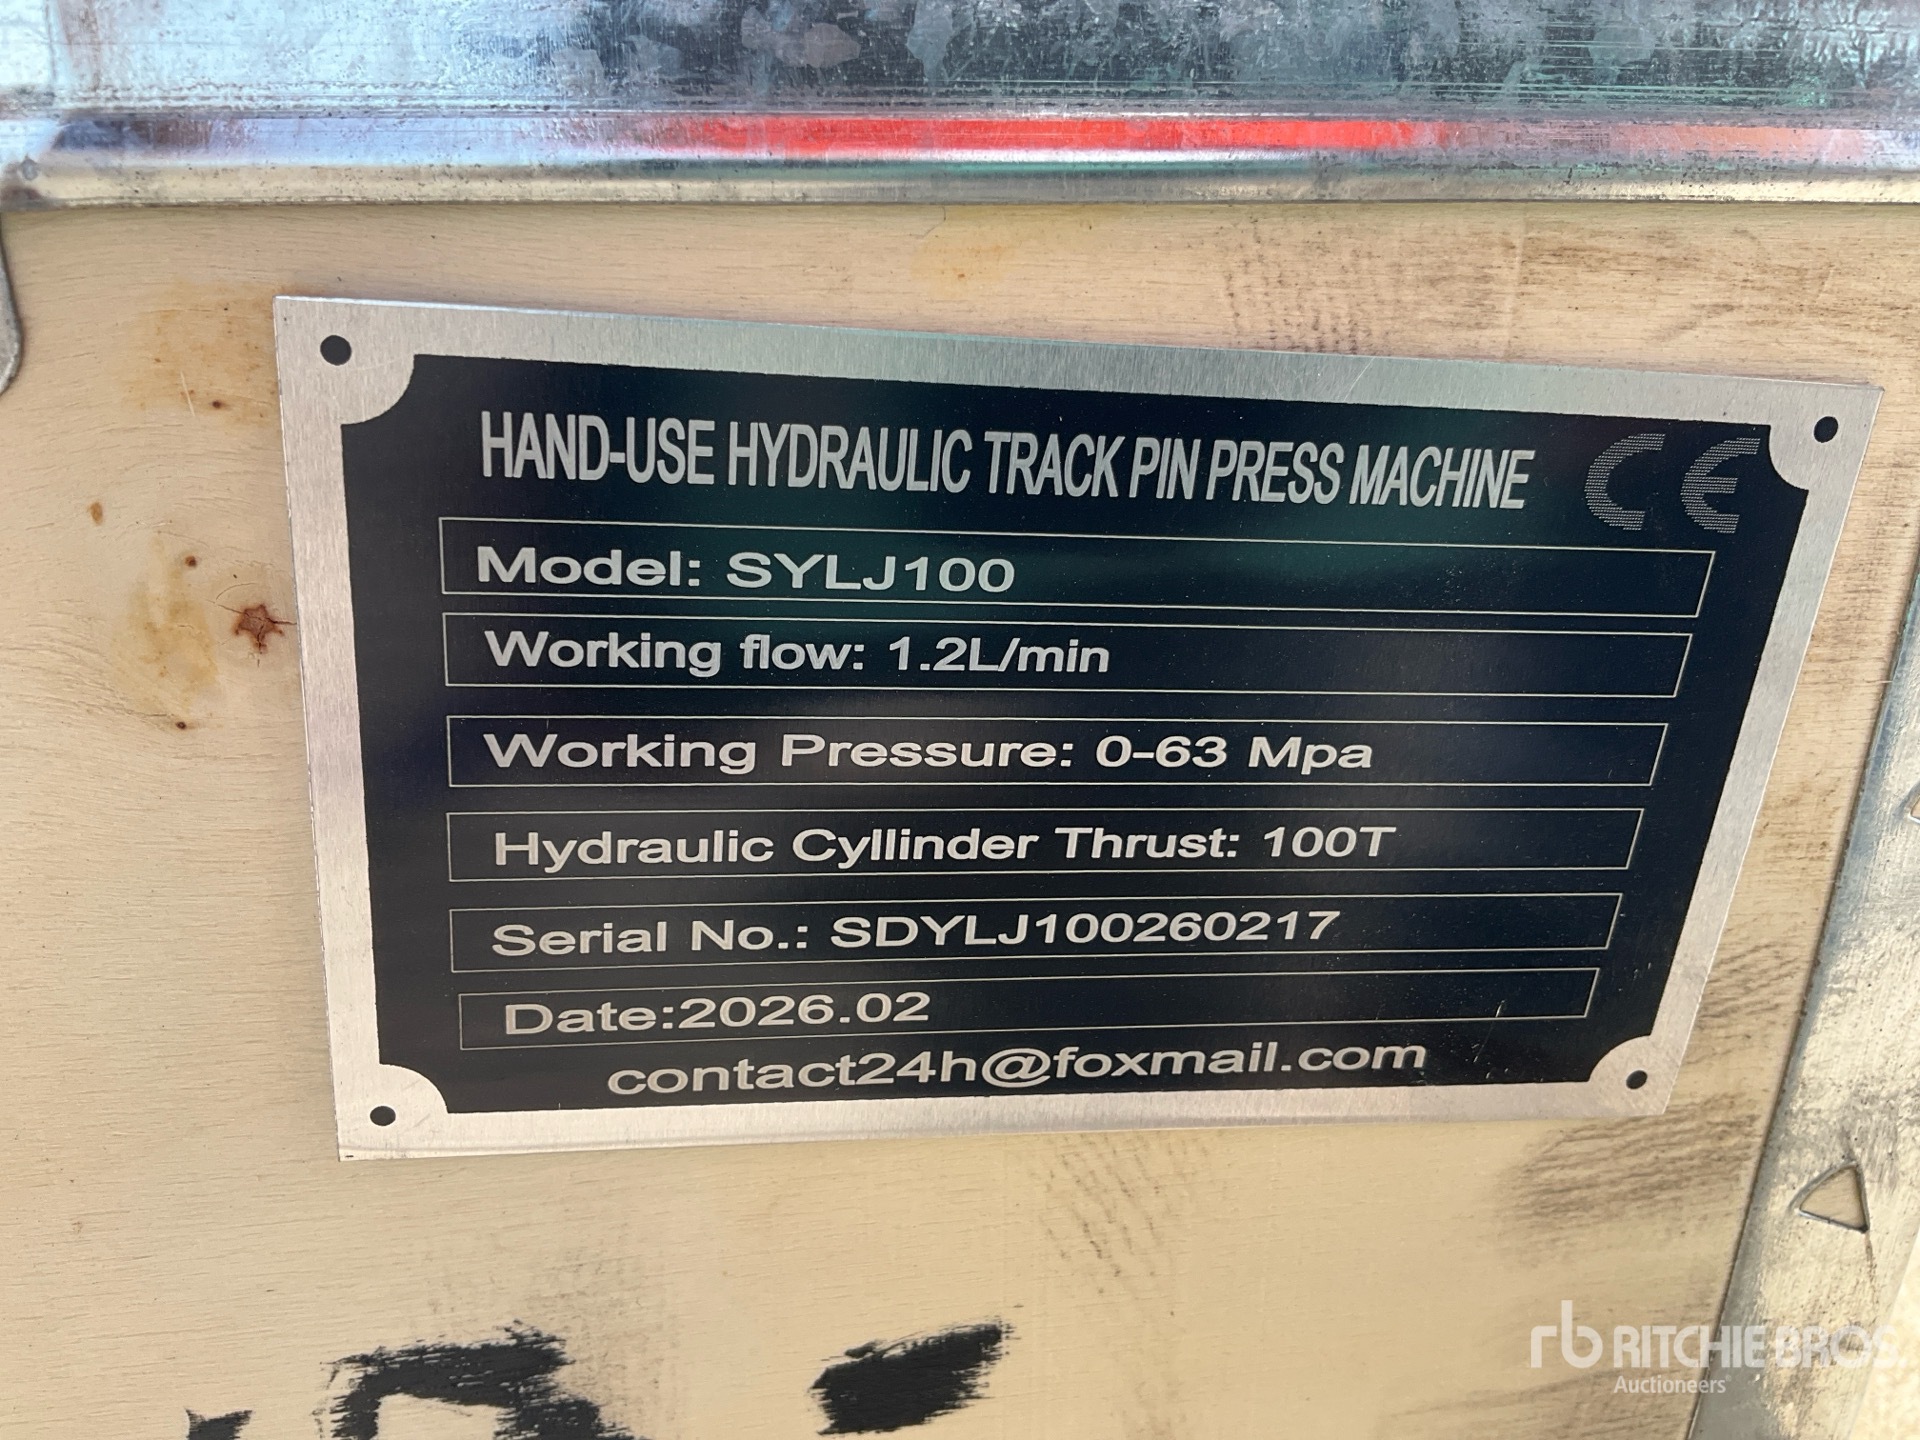 HAND-USE HYDRAULIC TRACK PIN PRESS MACHINE CE
Model: SYLJ100
Working flow: 1.2L/min
Working Pressure: 0-63 Mpa
Hydraulic Cyllinder Thrust: 100T
Serial No.: SDYLJ100260217
Date:2026.02
contact24h@foxmail.com
rb RITCHIE BROS.
Auctioneers